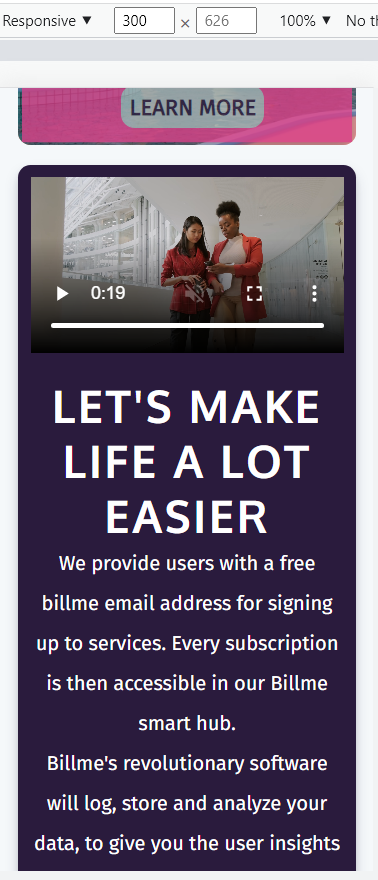 Responsive ▼ 300 × 626 100% ▼ No t
LEARN MORE
0:19
LET'S MAKE
LIFE A LOT
EASIER
We provide users with a free
billme email address for signing
up to services. Every subscription
is then accessible in our Billme
smart hub.
Billme's revolutionary software
will log, store and analyze your
data, to give you the user insights